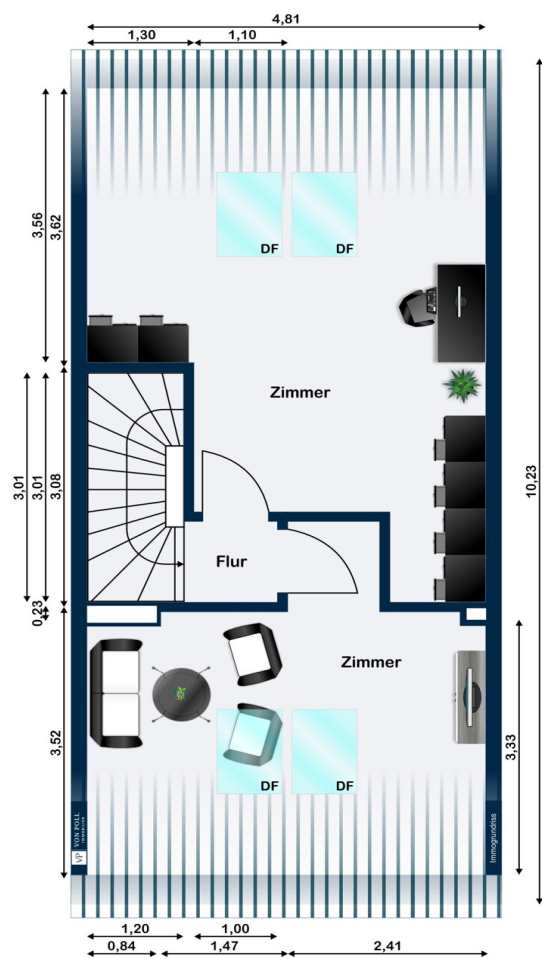 4,81
1,30
1,10
3,56
3,62
DF
DF
Zimmer
3,01
3,01
3,08
10,23
Flur
0,23
Zimmer
3,52
3,33
DF
DF
VP VON POLL
IMMOBILIEN
Immogrundriss
1,20
1,00
0,84
1,47
2,41